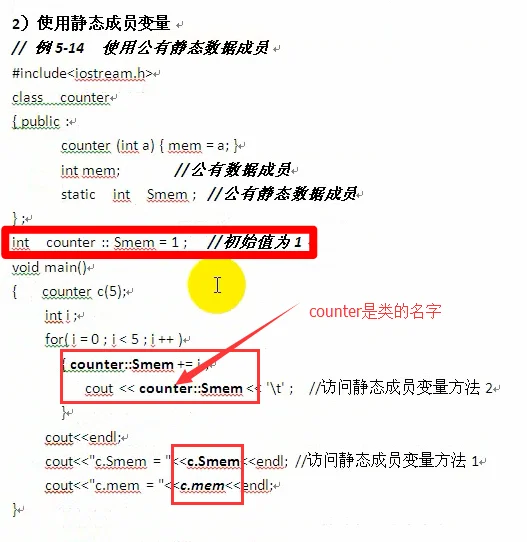 2）使用静态成员变量
// 例 5-14 使用公有静态数据成员
#include<iostream.h>
class counter
{ public :
counter (int a) { mem = a; }
int mem; //公有数据成员
static int Smem ; //公有静态数据成员
} ;
int counter :: Smem = 1 ; //初始值为 1
void main()
{ counter c(5);
int i ;
counter是类的名字
for( i = 0 ; i < 5 ; i ++ )
{ counter::Smem += i ;
cout << counter::Smem << '\t' ; //访问静态成员变量方法 2
}
cout<<endl;
cout<<"c.Smem = "<<c.Smem<<endl; //访问静态成员变量方法 1
cout<<"c.mem = "<<c.mem<<endl;
}